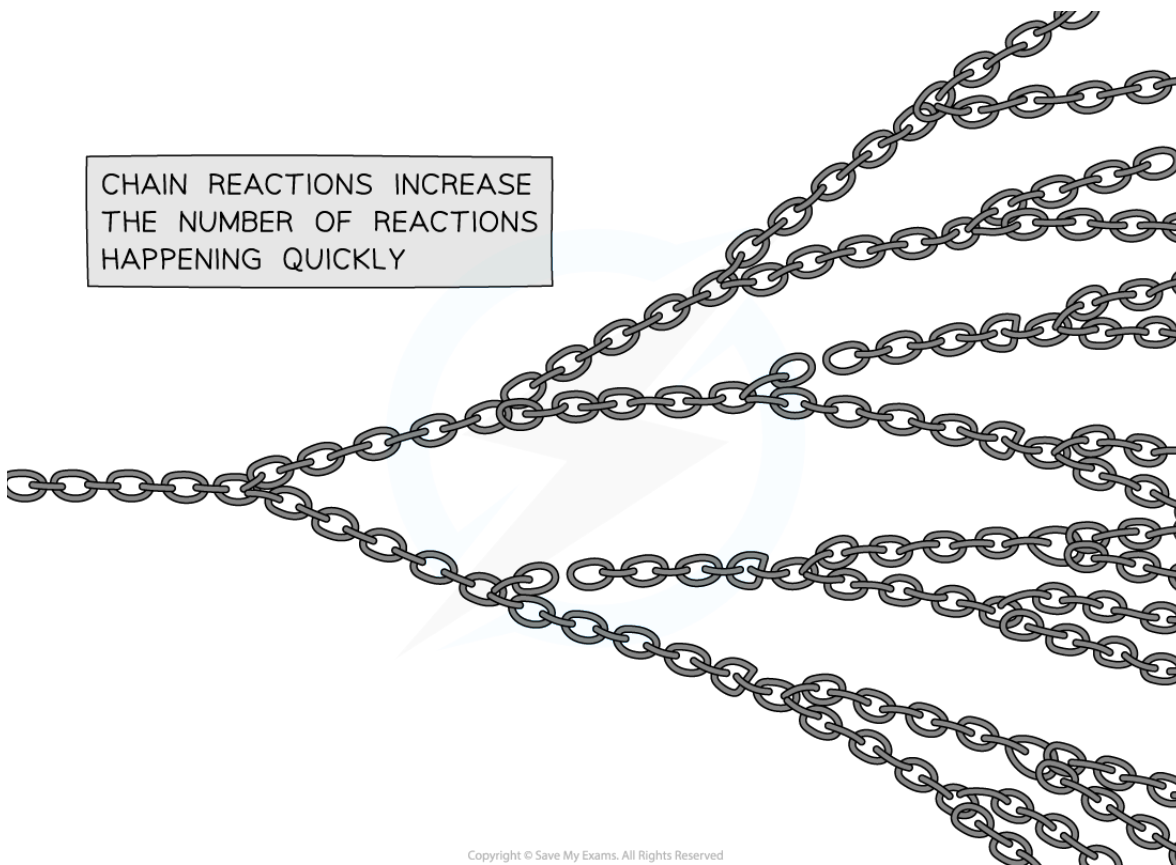 CHAIN REACTIONS INCREASE
THE NUMBER OF REACTIONS
HAPPENING QUICKLY
Copyright © Save My Exams. All Rights Reserved